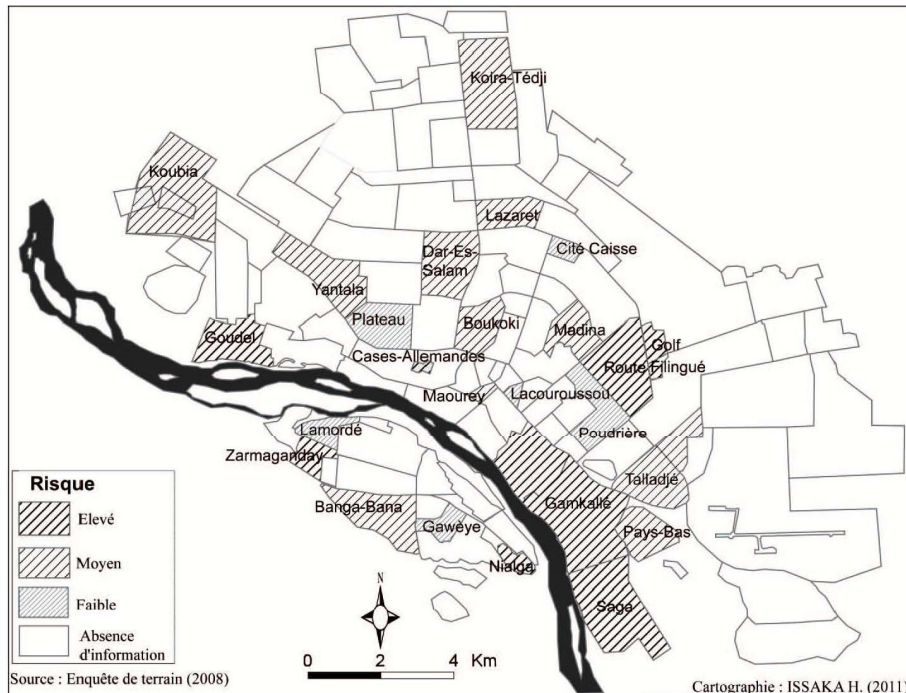 Koira-Tédji
Koubia
Lazaret
Cité Caisse
Dar-Es-
Salam
Yantala
Plateau
Boukoki
Madina
Goudel
Golf
Cases-Allemandes
Route Filingué
Maourey
Lacouroussou
Lamordé
Poudrière
Zarmaganday
Talladjé
Banga-Bana
Gamkallé
Gawèye
Pays-Bas
Nialga
Saga
Risque
Elevé
Moyen
Faible
Absence
d'information
N
0 2 4 Km
Source : Enquête de terrain (2008)
Cartographie : ISSAKA H. (2011)